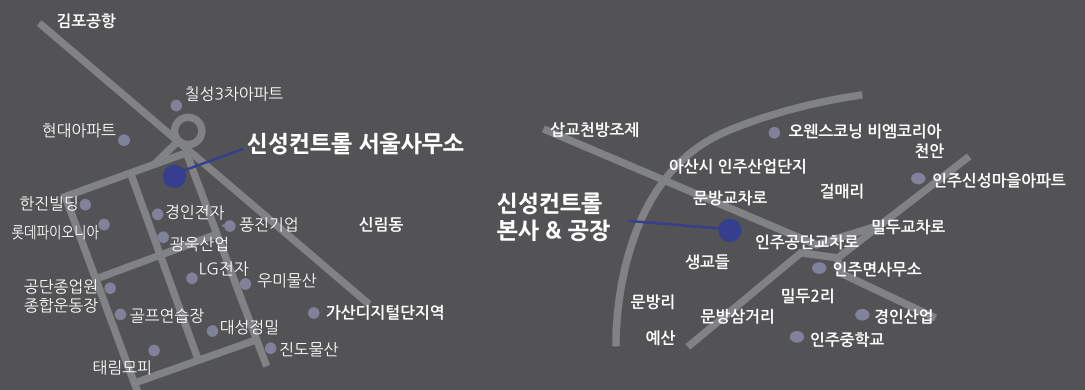 김포공항
칠성3차아파트
현대아파트
신성컨트롤 서울사무소
한진빌딩
경인전자
롯데파이오니아
풍진기업
신림동
광욱산업
LG전자
우미물산
공단종업원
종합운동장
골프연습장
대성정밀
가산디지털단지역
진도물산
태림모피
삽교천방조제
오웬스코닝 비엠코리아
천안
아산시 인주산업단지
인주신성마을아파트
걸매리
문방교차로
신성컨트롤
본사 & 공장
밀두교차로
인주공단교차로
생교들
인주면사무소
밀두2리
문방리
문방삼거리
경인산업
예산
인주중학교